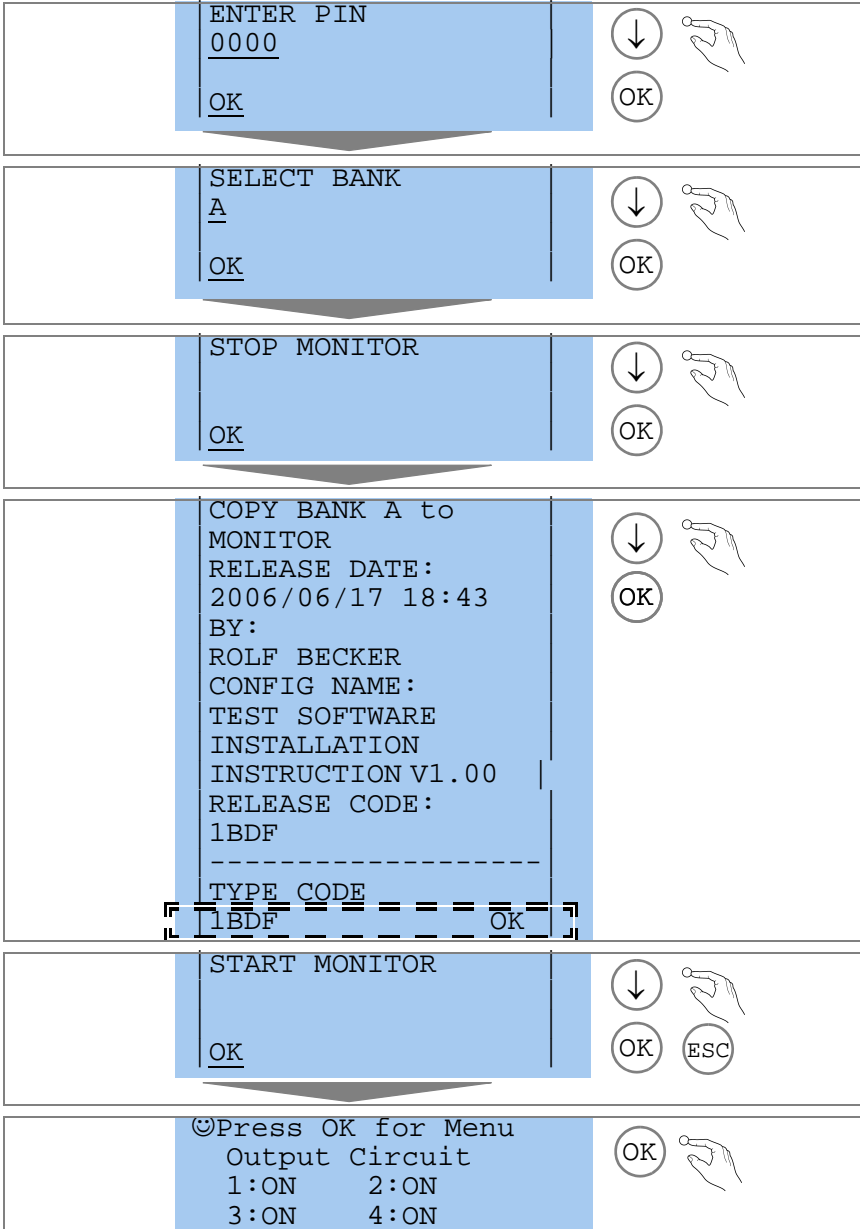 ENTER PIN
0000
↓
OK
OK
SELECT BANK
A
↓
OK
OK
STOP MONITOR
↓
OK
OK
COPY BANK A to
MONITOR
↓
RELEASE DATE:
2006/06/17 18:43
OK
BY:
ROLF BECKER
CONFIG NAME:
TEST SOFTWARE
INSTALLATION
INSTRUCTION V1.00 |
RELEASE CODE:
1BDF
-------------------
TYPE CODE
1BDF OK
START MONITOR
↓
OK
OK ESC
☺Press OK for Menu
OK
Output Circuit
1:ON 2:ON
3:ON 4:ON